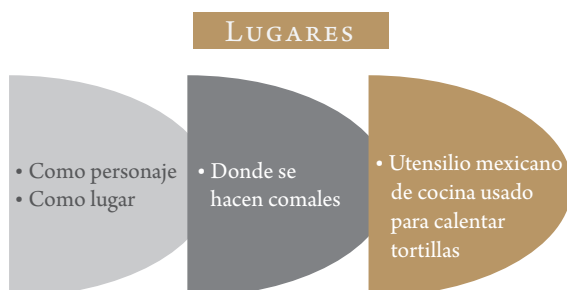 LUGARES
• Como personaje
• Como lugar
• Donde se
hacen comales
• Utensilio mexicano
de cocina usado
para calentar
tortillas